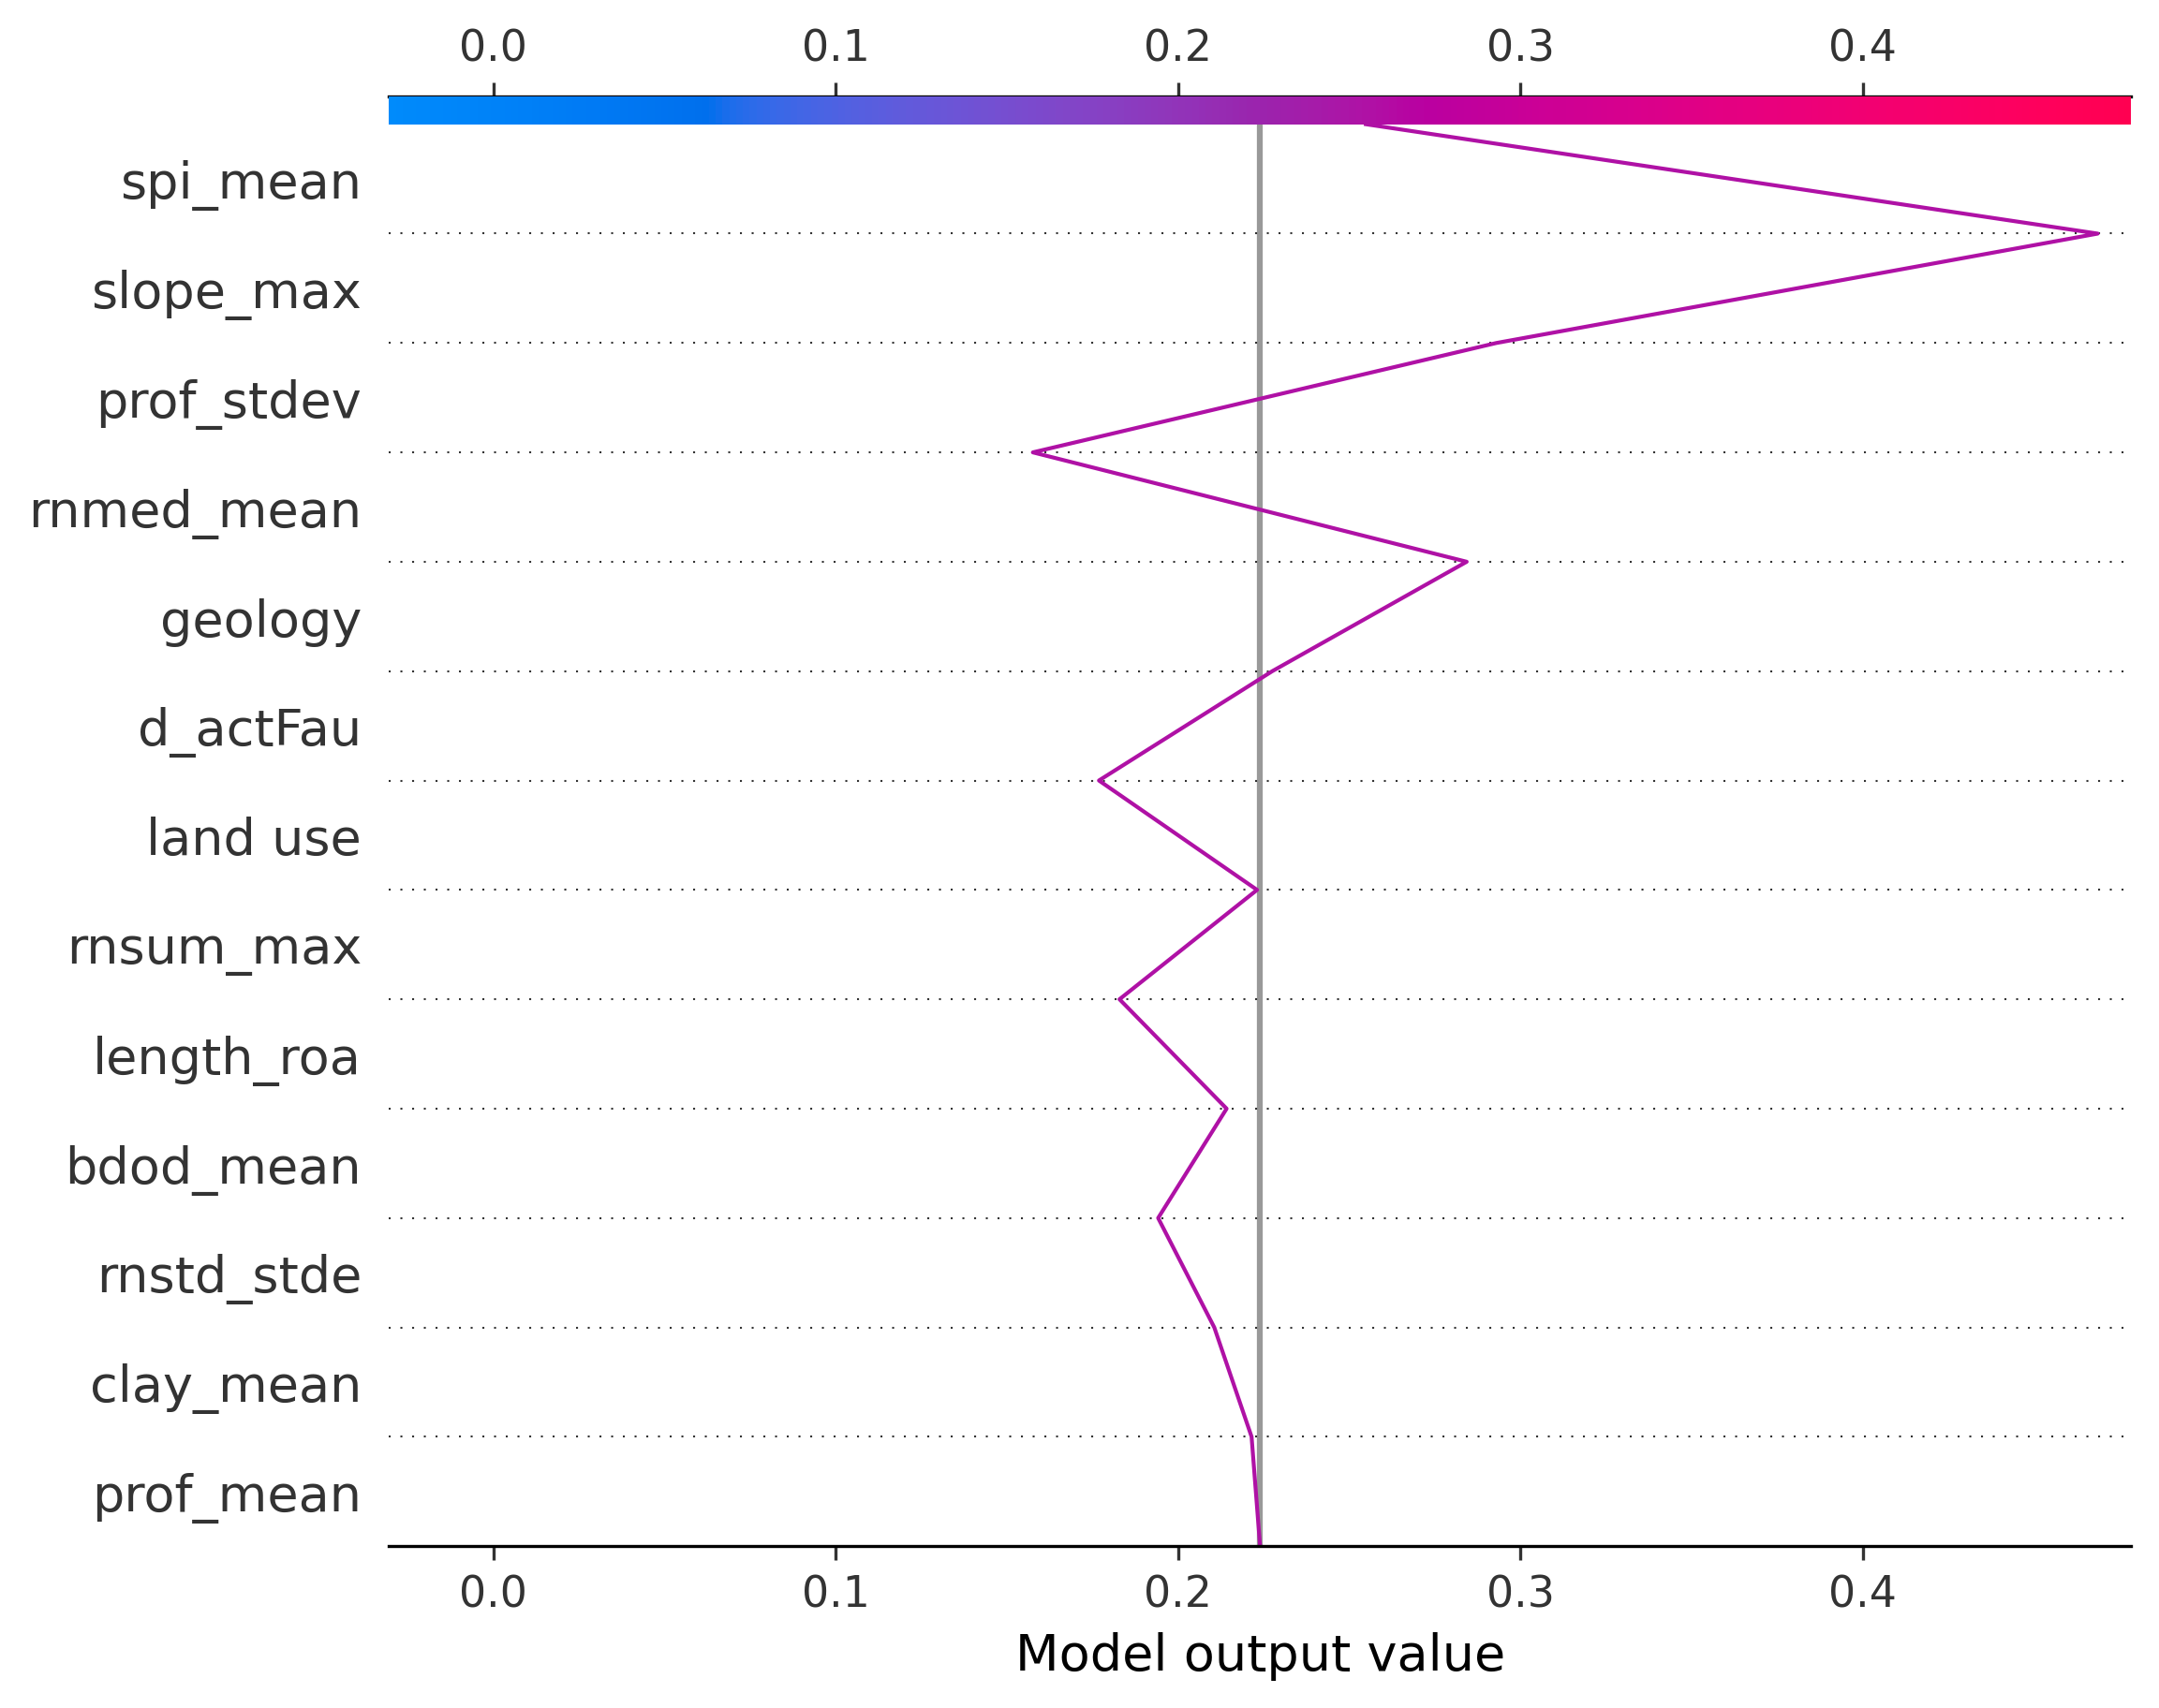 0.0 0.1 0.2 0.3 0.4
spi_mean
slope_max
prof_stdev
rnmed_mean
geology
d_actFau
land use
rnsum_max
length_roa
bdod_mean
rnstd_stde
clay_mean
prof_mean
0.0 0.1 0.2 0.3 0.4
Model output value